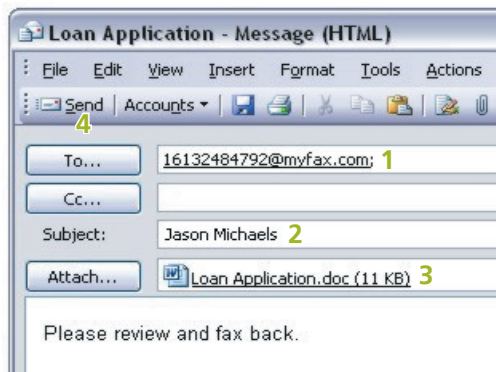 Loan Application - Message (HTML)
File Edit View Insert Format Tools Actions
Send Accounts
4
To... 16132484792@myfax.com; 1
Cc...
Subject: Jason Michaels 2
Attach... Loan Application.doc (11 KB) 3
Please review and fax back.